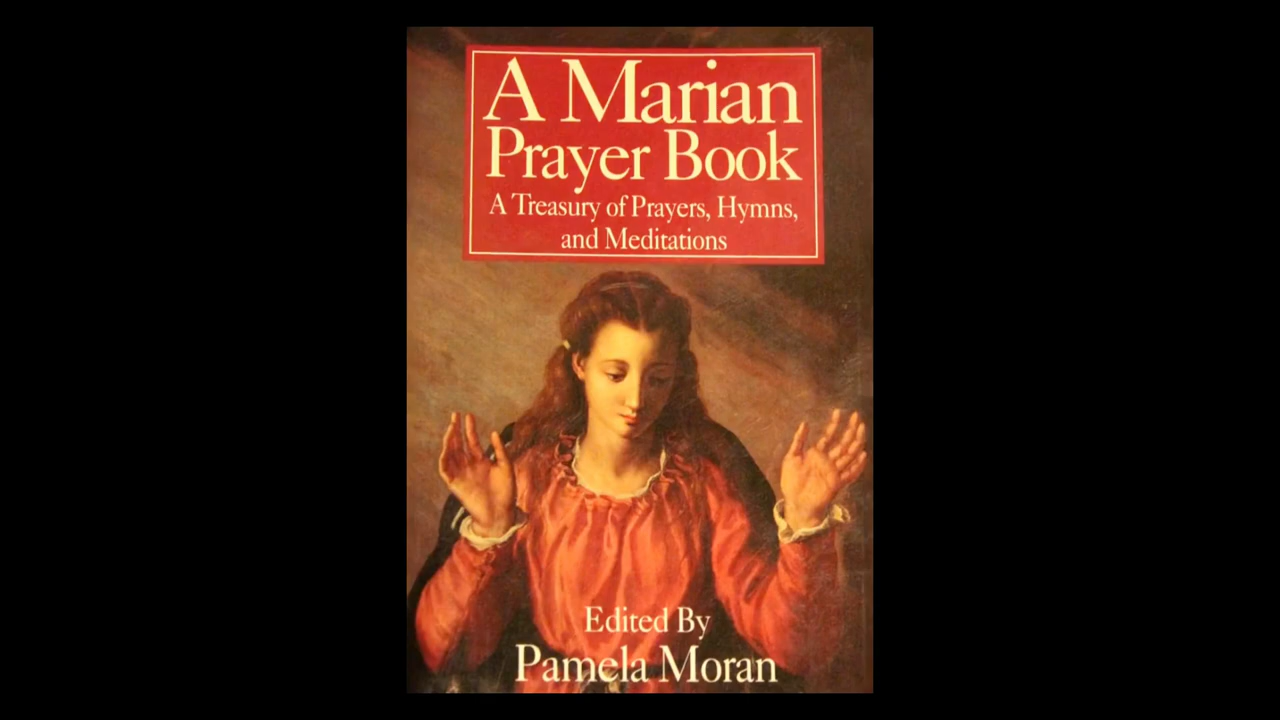 A Marian
Prayer Book
A Treasury of Prayers, Hymns,
and Meditations
Edited By
Pamela Moran